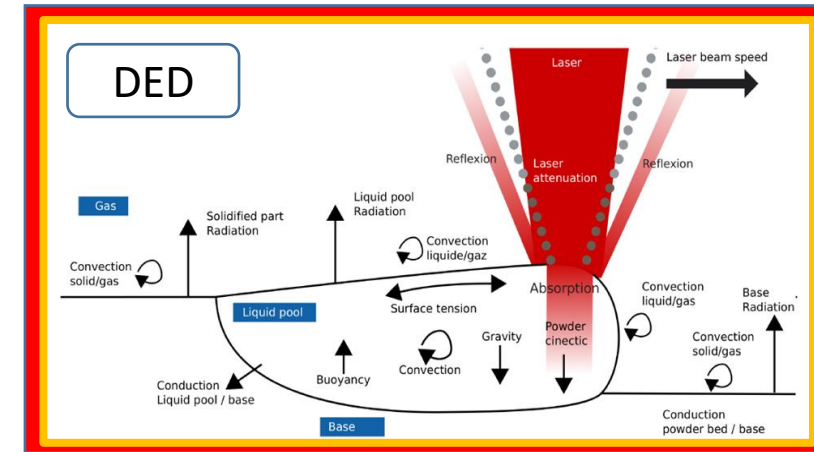 DED
Laser
Laser beam speed
Reflexion
Laser
attenuation
Reflexion
Gas
Solidified part
Radiation
Liquid pool
Radiation
Convection
liquide/gaz
Convection
solid/gas
Absorption
Convection
liquid/gas
Base
Radiation
Liquid pool
Surface tension
Gravity
Powder
cinectic
Convection
solid/gas
Buoyancy
Convection
Conduction
Liquid pool / base
Base
Conduction
powder bed / base